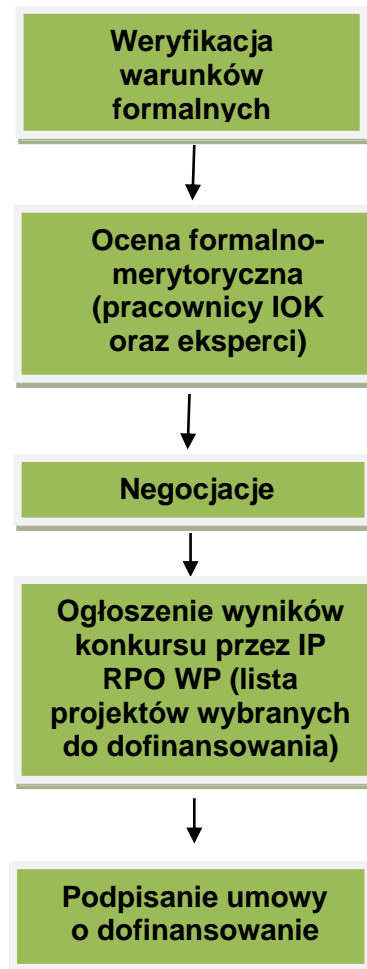 Weryfikacja
warunków
formalnych
Ocena formalno-
merytoryczna
(pracownicy IOK
oraz eksperci)
Negocjacje
Ogłoszenie wyników
konkursu przez IP
RPO WP (lista
projektów wybranych
do dofinansowania)
Podpisanie umowy
o dofinansowanie